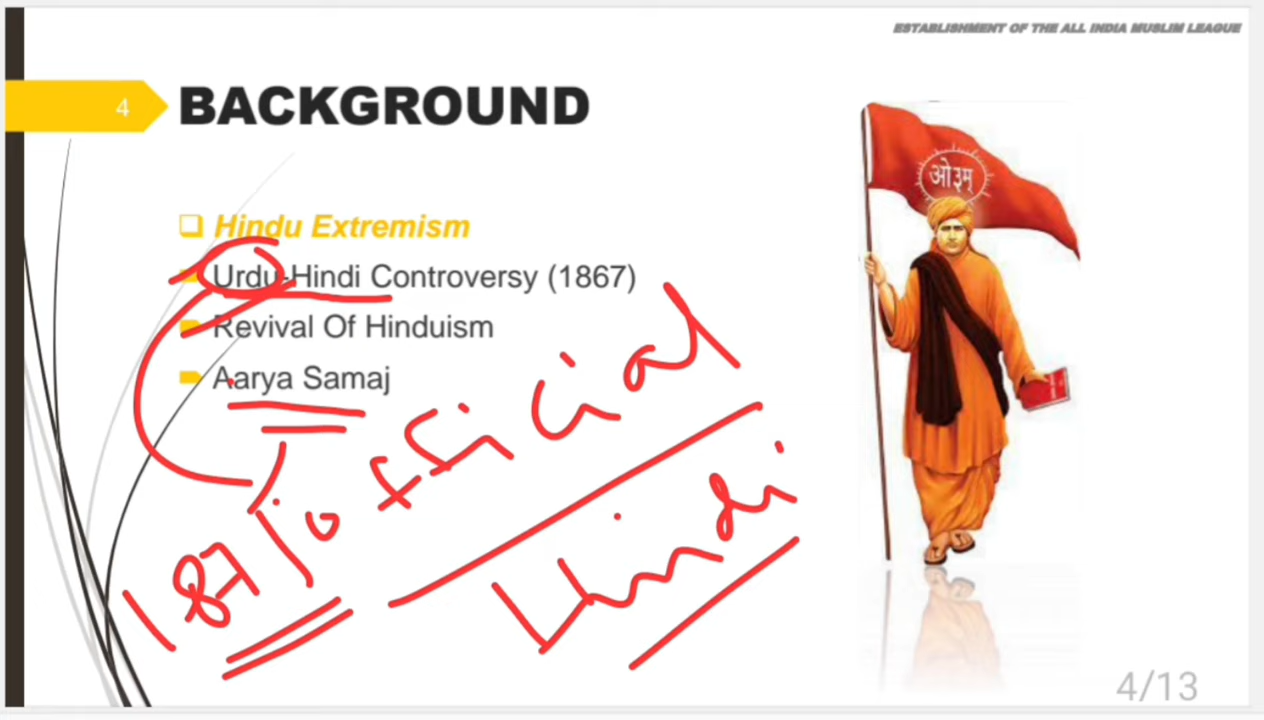 ESTABLISHMENT OF THE ALL INDIA MUSLIM LEAGUE
4
BACKGROUND
ओ३म्
Hindu Extremism
Urdu-Hindi Controversy (1867)
Revival Of Hinduism
Aarya Samaj
official
Hindi
4/13